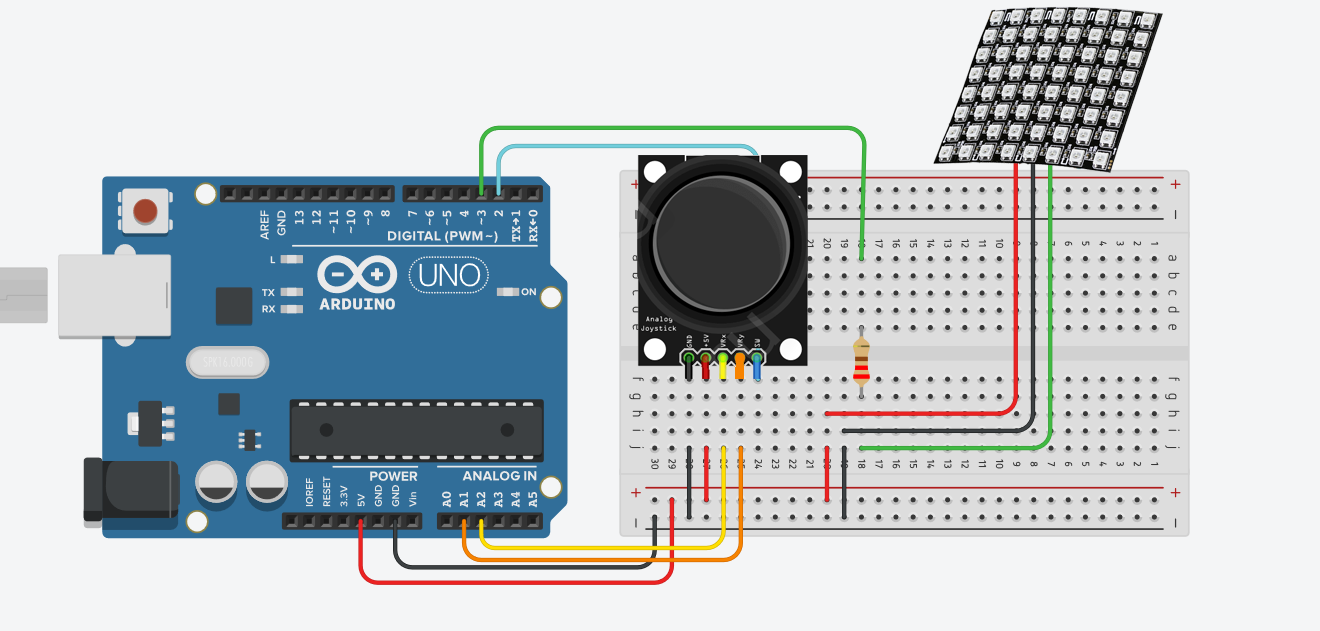 AREF
GND
13
12
~11
~10
~9
8
7
~6
~5
4
~3
2
TX→1
RX←0
DIGITAL (PWM~)
L
TX
RX
ARDUINO
UNO
ON
SPK16.000G
POWER
ANALOG IN
IOREF
RESET
3.3V
5V
GND
GND
Vin
A0
A1
A2
A3
A4
A5
Analog
Joystick
GND
+5V
VRx
VRy
SW
+ +
− −
21 20 19 18 17 16 15 14 13 12 11 10 9 8 7 6 5 4 3 2 1
a a
b b
c c
d d
e e
f f
g g
h h
i i
j j
30 29 28 27 26 25 24 23 22 21 20 19 18 17 16 15 14 13 12 11 10 9 8 7 6 5 4 3 2 1
+ +
− −